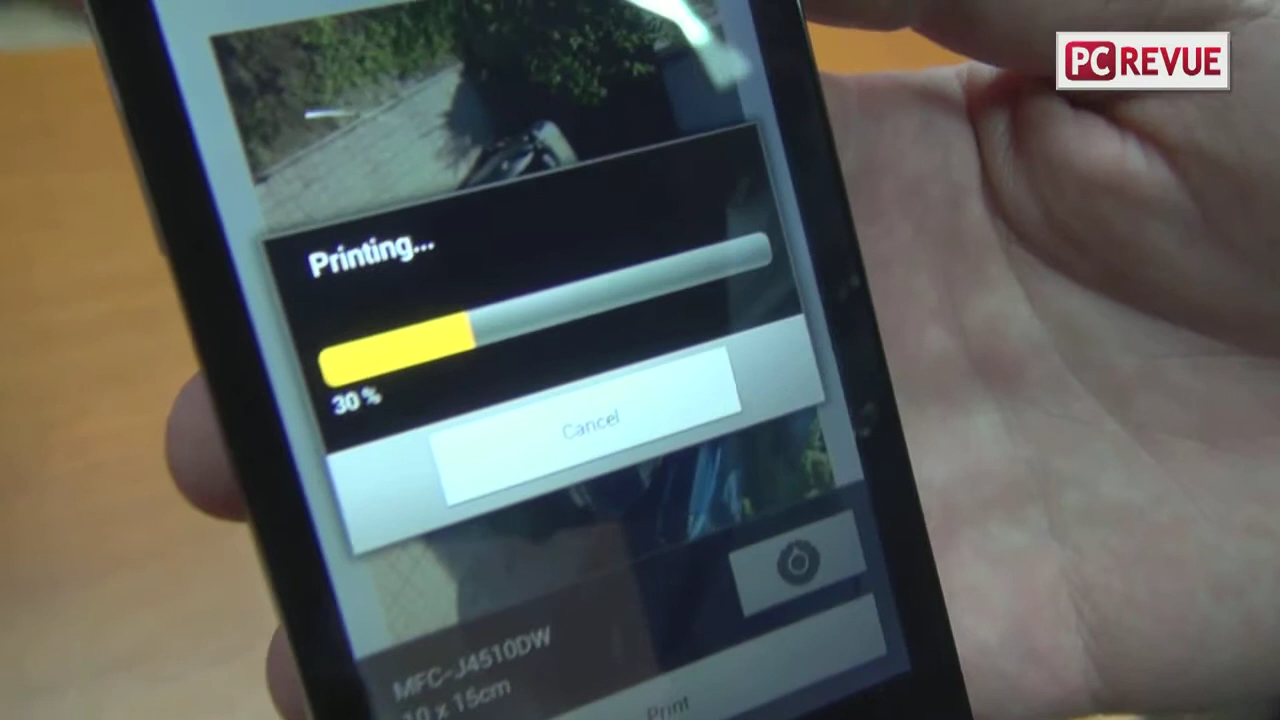 PC REVUE
Printing...
30 %
Cancel
MFC-J4510DW
10 x 15cm
Print